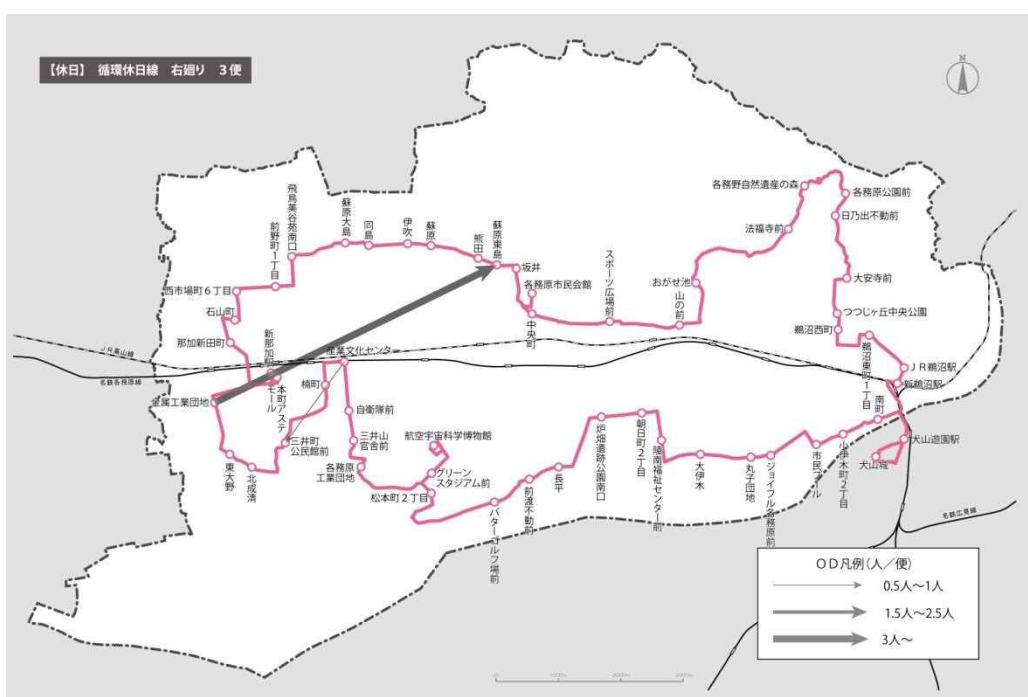 【休日】 循環休日線 右廻り 3便
N
各務野自然遺産の森
各務原公園前
日乃出不動前
法福寺前
飛鳥美谷苑南口
前野町1丁目
蘇原大島
同島
伊吹
蘇原
熊田
蘇原東島
坂井
各務原市民会館
中央町
スポーツ広場前
おがせ池
山の前
大安寺前
つつじヶ丘中央公園
鵜沼西町
鵜沼東町1丁目
西市場町6丁目
石山町
那加新田町
新那加駅
産業文化センター
JR高山線
名鉄各務原線
本町アステ
モール
楠町
JR鵜沼駅
新鵜沼駅
金属工業団地
自衛隊前
三井町
公民館前
三井山
官舎前
航空宇宙科学博物館
東大野
北成清
各務原
工業団地
グリーン
スタジアム前
松本町2丁目
バターゴルフ場前
前渡不動前
長平
炉畑遺跡公園南口
朝日町2丁目
陵南福祉センター前
大伊木
丸子団地
ジョイフル各務原前
市民プール
小伊木町2丁目
南町
犬山遊園駅
犬山城
名鉄広見線
OD凡例(人/便)
0.5人～1人
1.5人～2.5人
3人～
0
1000m
2000m
3000m